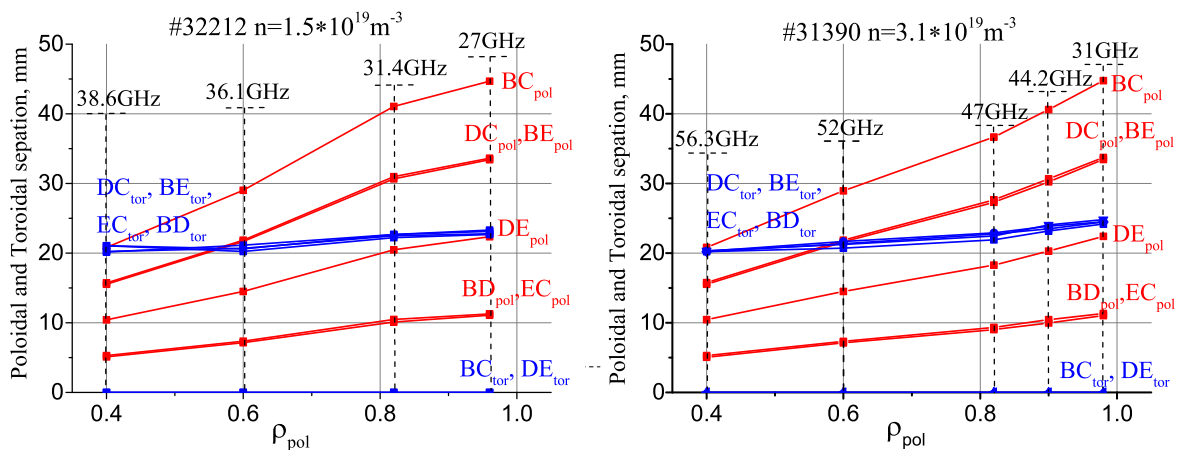 #32212 n=1.5*10¹⁹m⁻³
Poloidal and Toroidal sepation, mm
50
40
30
20
10
0
38.6GHz
36.1GHz
31.4GHz
27GHz
BCpol
DCpol,BEpol
DCtor, BEtor,
ECtor, BDtor
DEpol
BDpol,ECpol
BCtor, DEtor
0.4
0.6
0.8
1.0
ρpol
#31390 n=3.1*10¹⁹m⁻³
Poloidal and Toroidal sepation, mm
50
40
30
20
10
0
56.3GHz
52GHz
47GHz
44.2GHz
31GHz
BCpol
DCpol,BEpol
DCtor, BEtor,
ECtor, BDtor
DEpol
BDpol,ECpol
BCtor, DEtor
0.4
0.6
0.8
1.0
ρpol